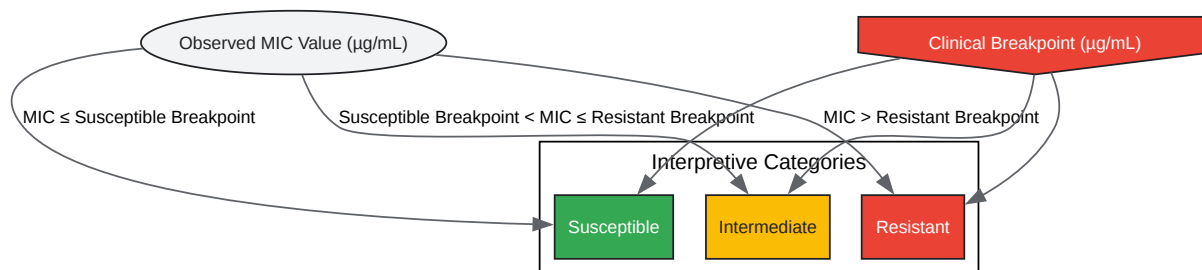 Observed MIC Value (µg/mL)
Clinical Breakpoint (µg/mL)
MIC ≤ Susceptible Breakpoint
Susceptible Breakpoint < MIC ≤ Resistant Breakpoint
MIC > Resistant Breakpoint
Interpretive Categories
Susceptible
Intermediate
Resistant